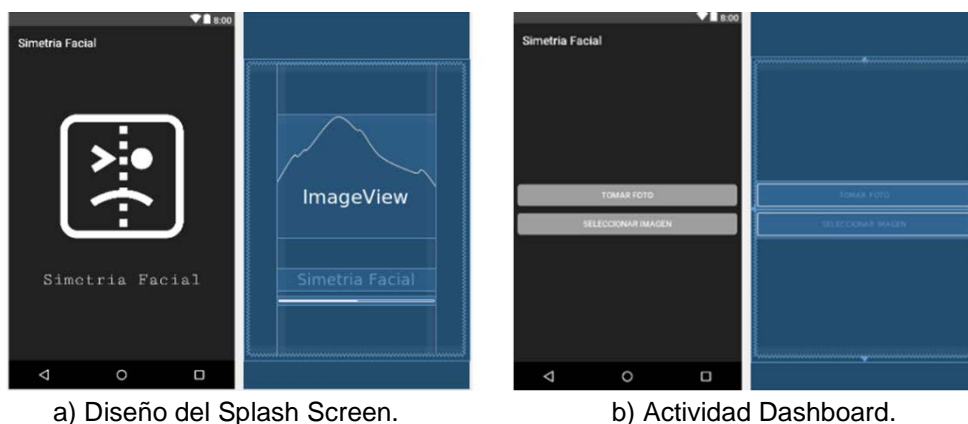 8:00
Simetria Facial
ImageView
Simetria Facial
Simetria Facial
a) Diseño del Splash Screen.
8:00
Simetria Facial
TOMAR FOTO
SELECCIONAR IMAGEN
TOMAR FOTO
SELECCIONAR IMAGEN
b) Actividad Dashboard.